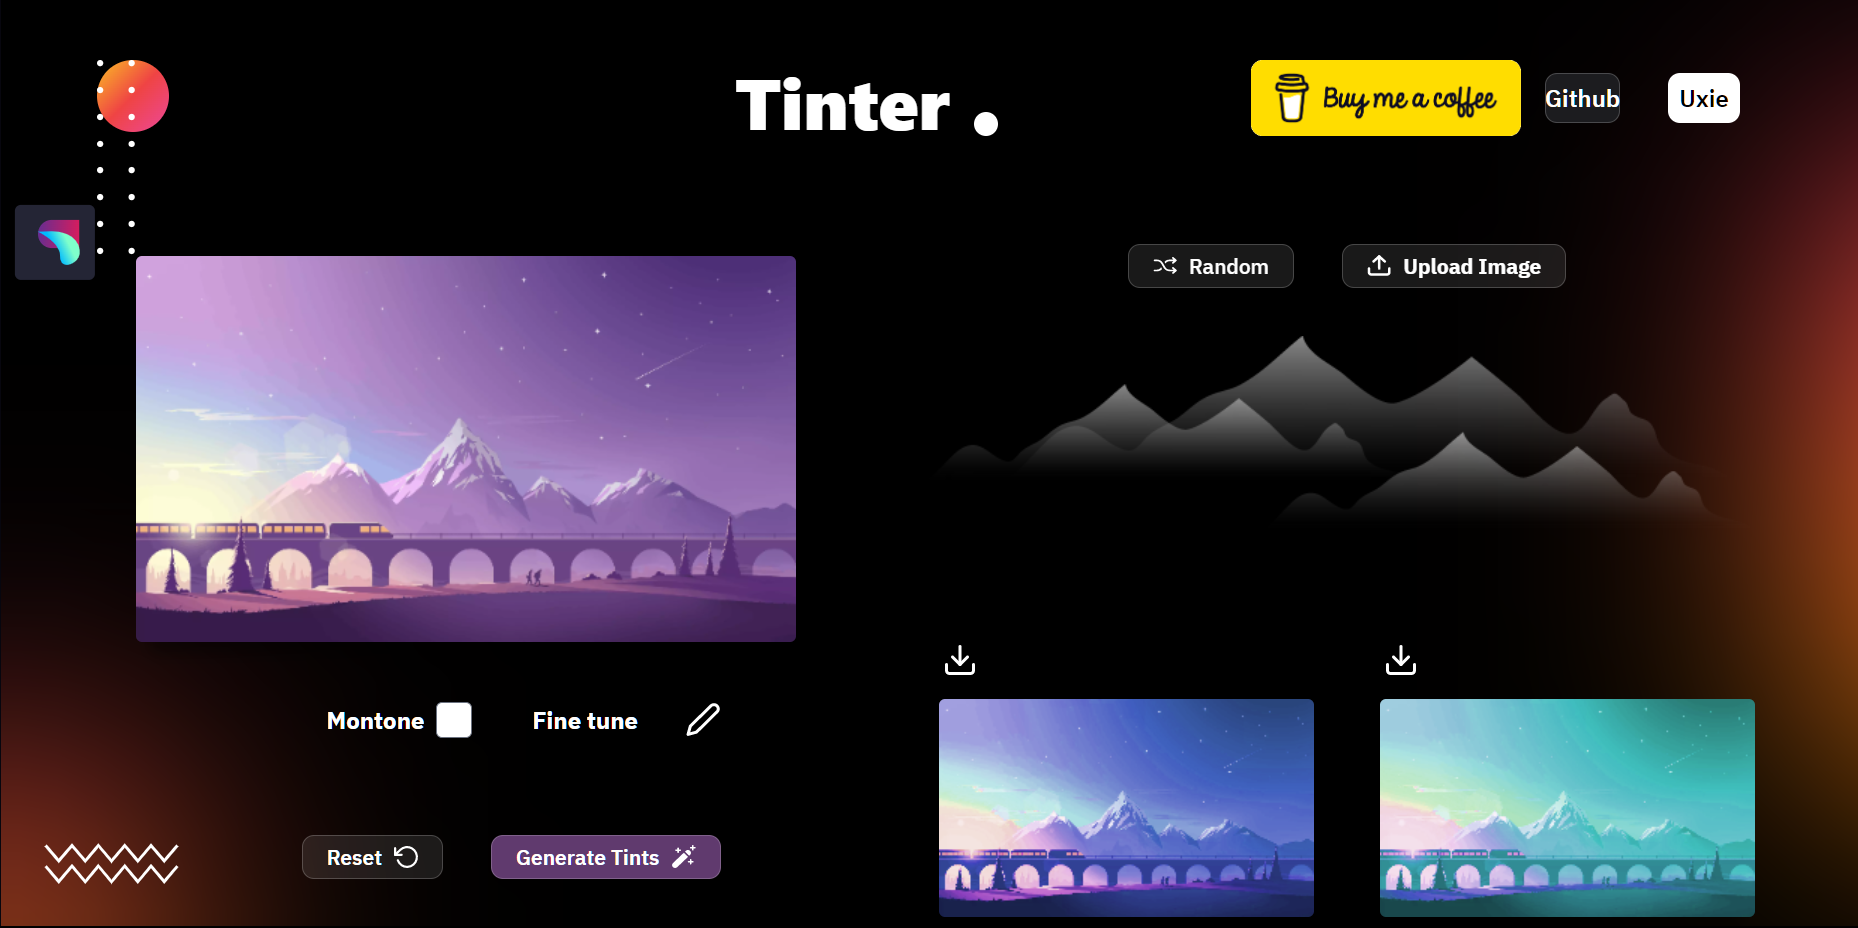 Tinter .
Buy me a coffee
Github
Uxie
Random
Upload Image
Montone
Fine tune
Reset
Generate Tints